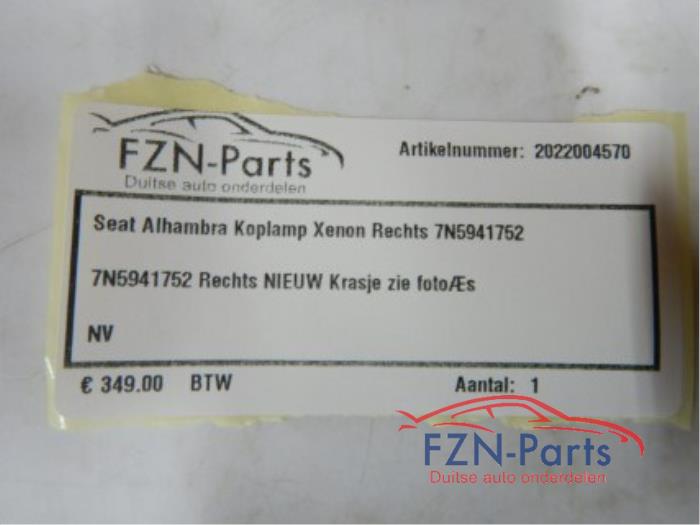 FZN-Parts
Duitse auto onderdelen
Artikelnummer: 2022004570
Seat Alhambra Koplamp Xenon Rechts 7N5941752
7N5941752 Rechts NIEUW Krasje zie fotoÆs
NV
€ 349.00 BTW
Aantal: 1
FZN-Parts
Duitse auto onderdelen